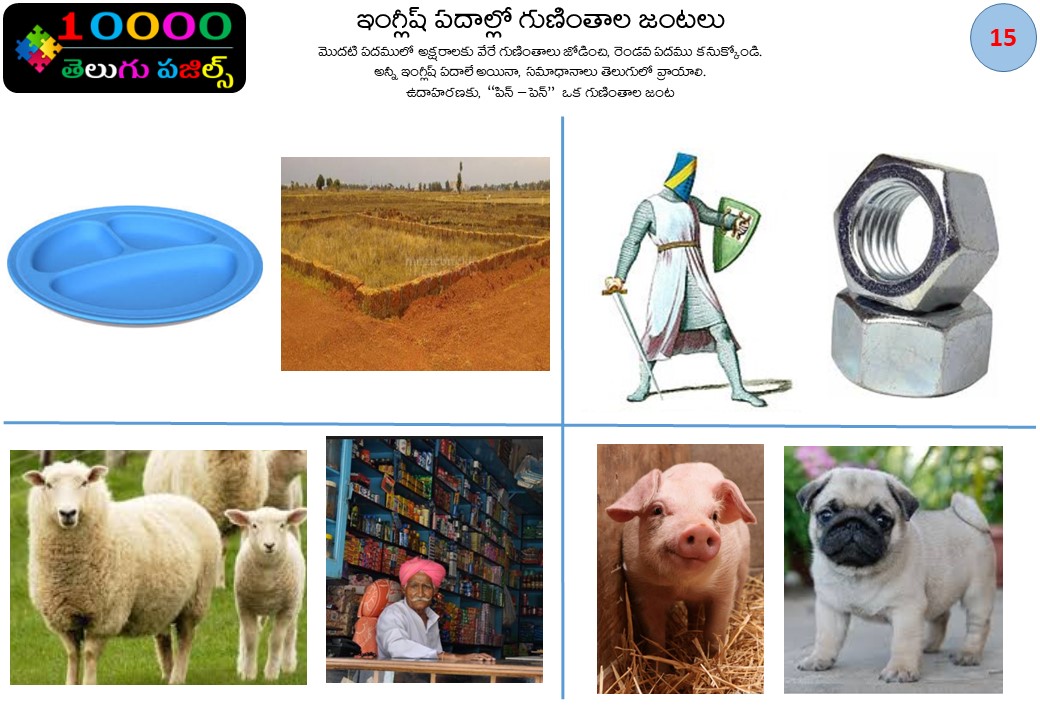 10000
తెలుగు పజిల్స్
ఇంగ్లీష్ పదాల్లో గుణింతాల జంటలు
మొదటి పదములో అక్షరాలకు వేరే గుణింతాలు జోడించి, రెండవ పదము కనుక్కోండి.
అన్నీ ఇంగ్లీష్ పదాలే అయినా, సమాధానాలు తెలుగులో వ్రాయాలి.
ఉదాహరణకు, “పిన్ – పెన్” ఒక గుణింతాల జంట
15